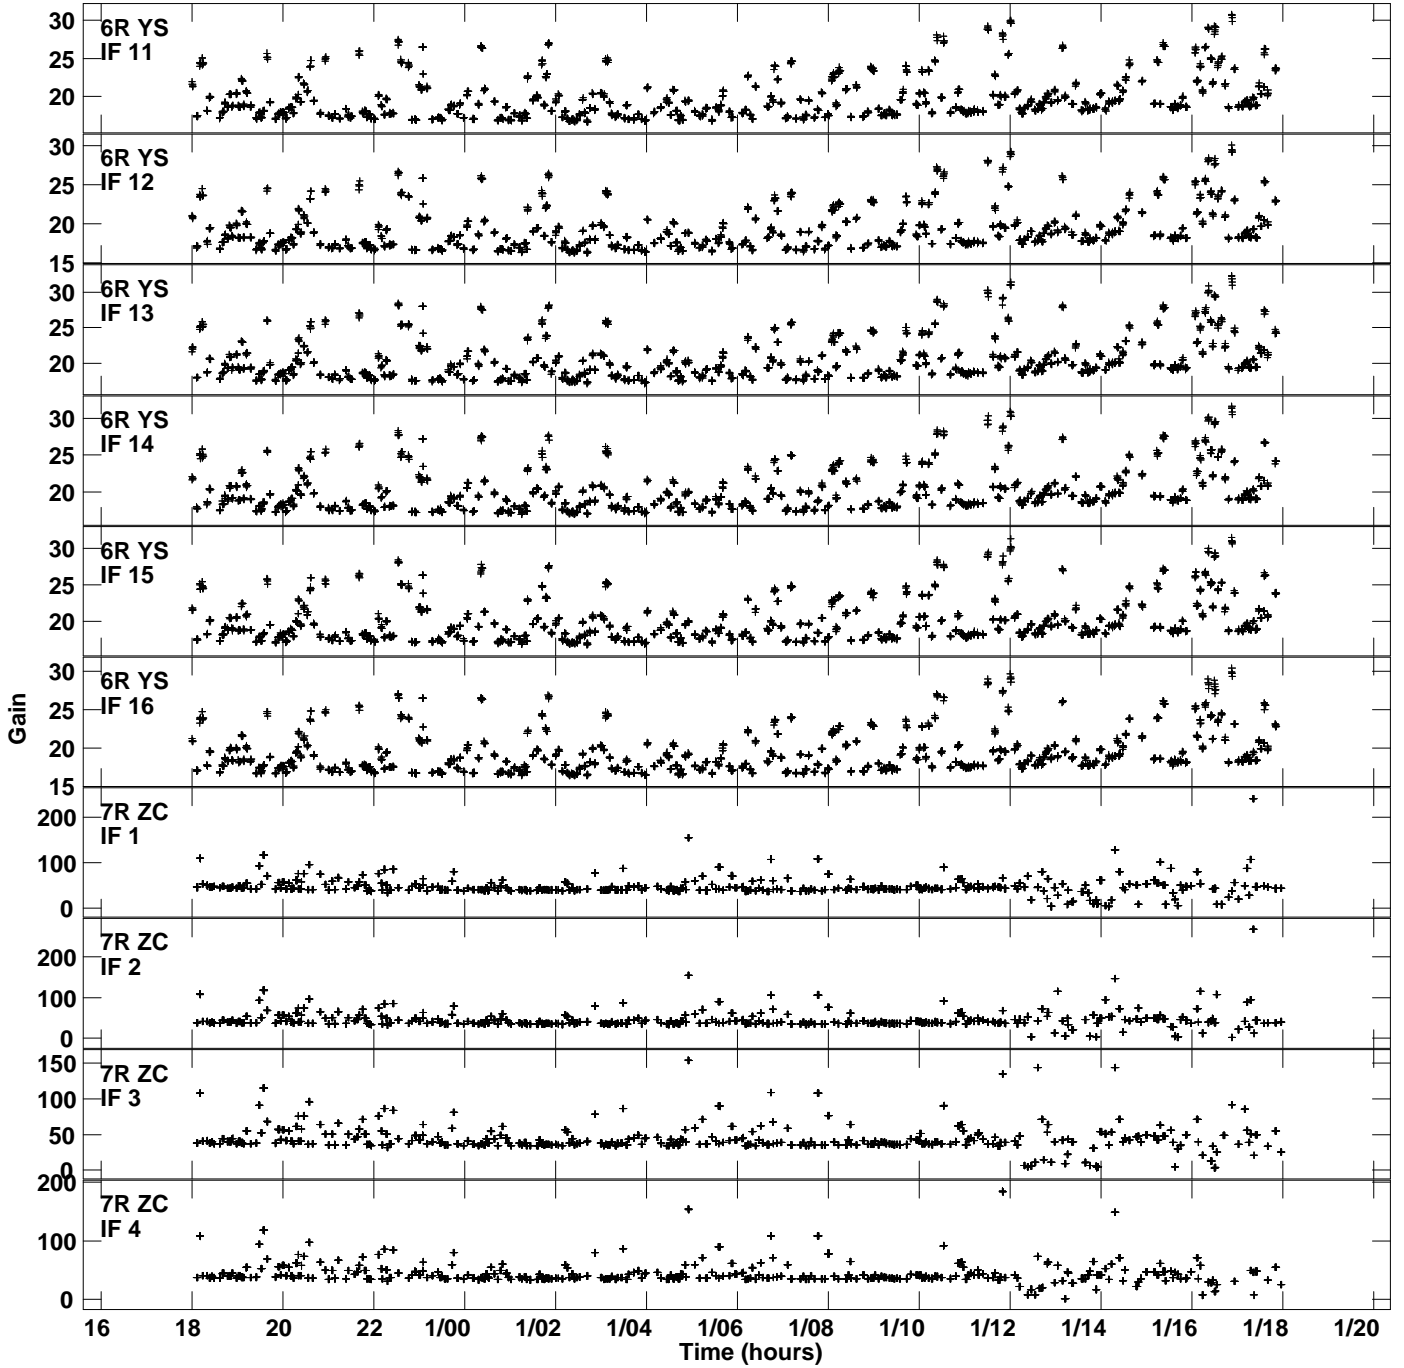 6R YS
IF 11
30
25
20
6R YS
IF 12
30
25
20
15
6R YS
IF 13
30
25
20
6R YS
IF 14
30
25
20
6R YS
IF 15
30
25
20
6R YS
IF 16
30
25
20
15
Gain
7R ZC
IF 1
200
100
0
7R ZC
IF 2
200
100
0
7R ZC
IF 3
150
100
50
0
7R ZC
IF 4
200
100
0
16 18 20 22 1/00 1/02 1/04 1/06 1/08 1/10 1/12 1/14 1/16 1/18 1/20
Time (hours)